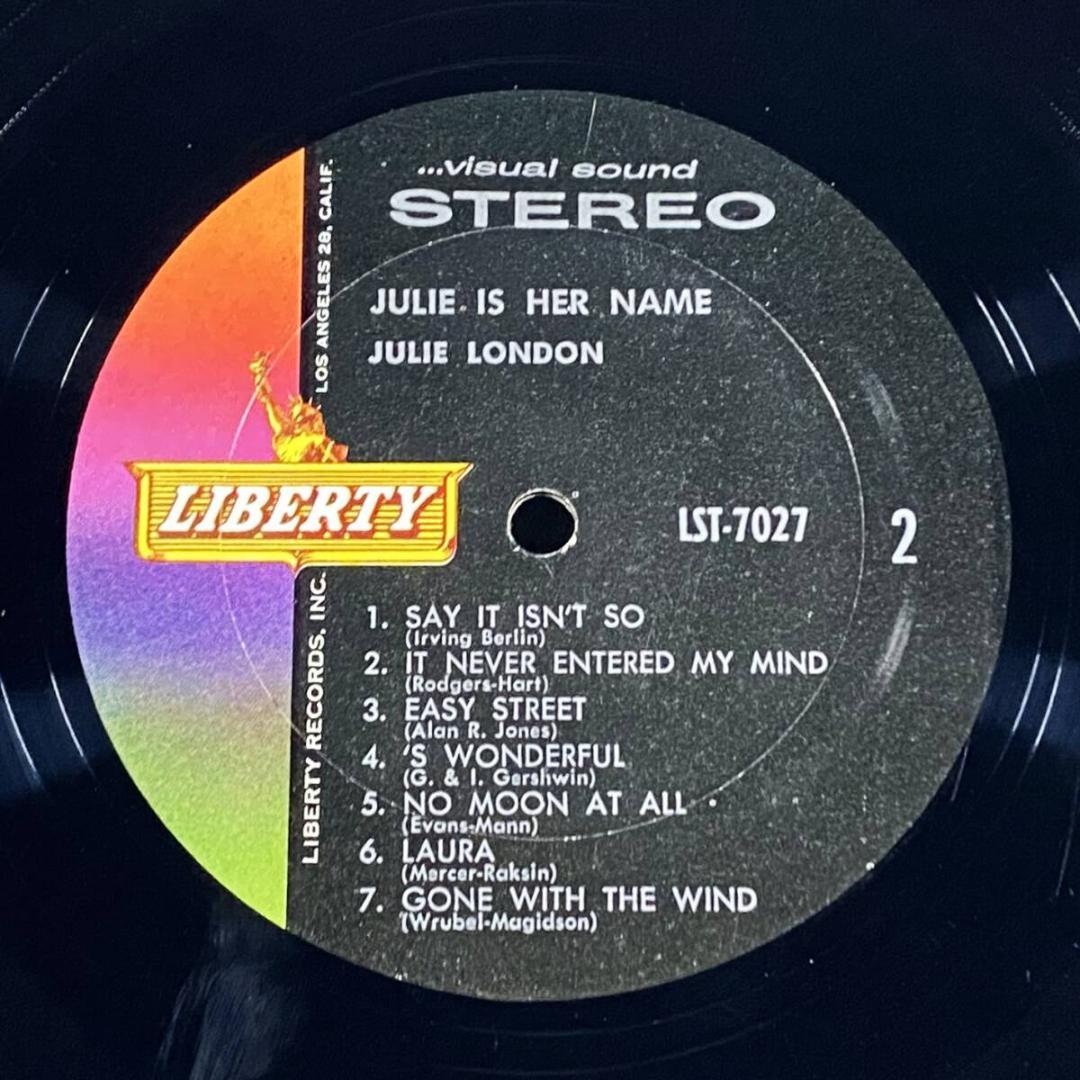 ...visual sound
STEREO
JULIE IS HER NAME
JULIE LONDON
LIBERTY
LIBERTY RECORDS, INC. LOS ANGELES 28, CALIF.
LST-7027
2
1. SAY IT ISN'T SO
(Irving Berlin)
2. IT NEVER ENTERED MY MIND
(Rodgers-Hart)
3. EASY STREET
(Alan R. Jones)
4. 'S WONDERFUL
(G. & I. Gershwin)
5. NO MOON AT ALL
(Evans-Mann)
6. LAURA
(Mercer-Raksin)
7. GONE WITH THE WIND
(Wrubel-Magidson)